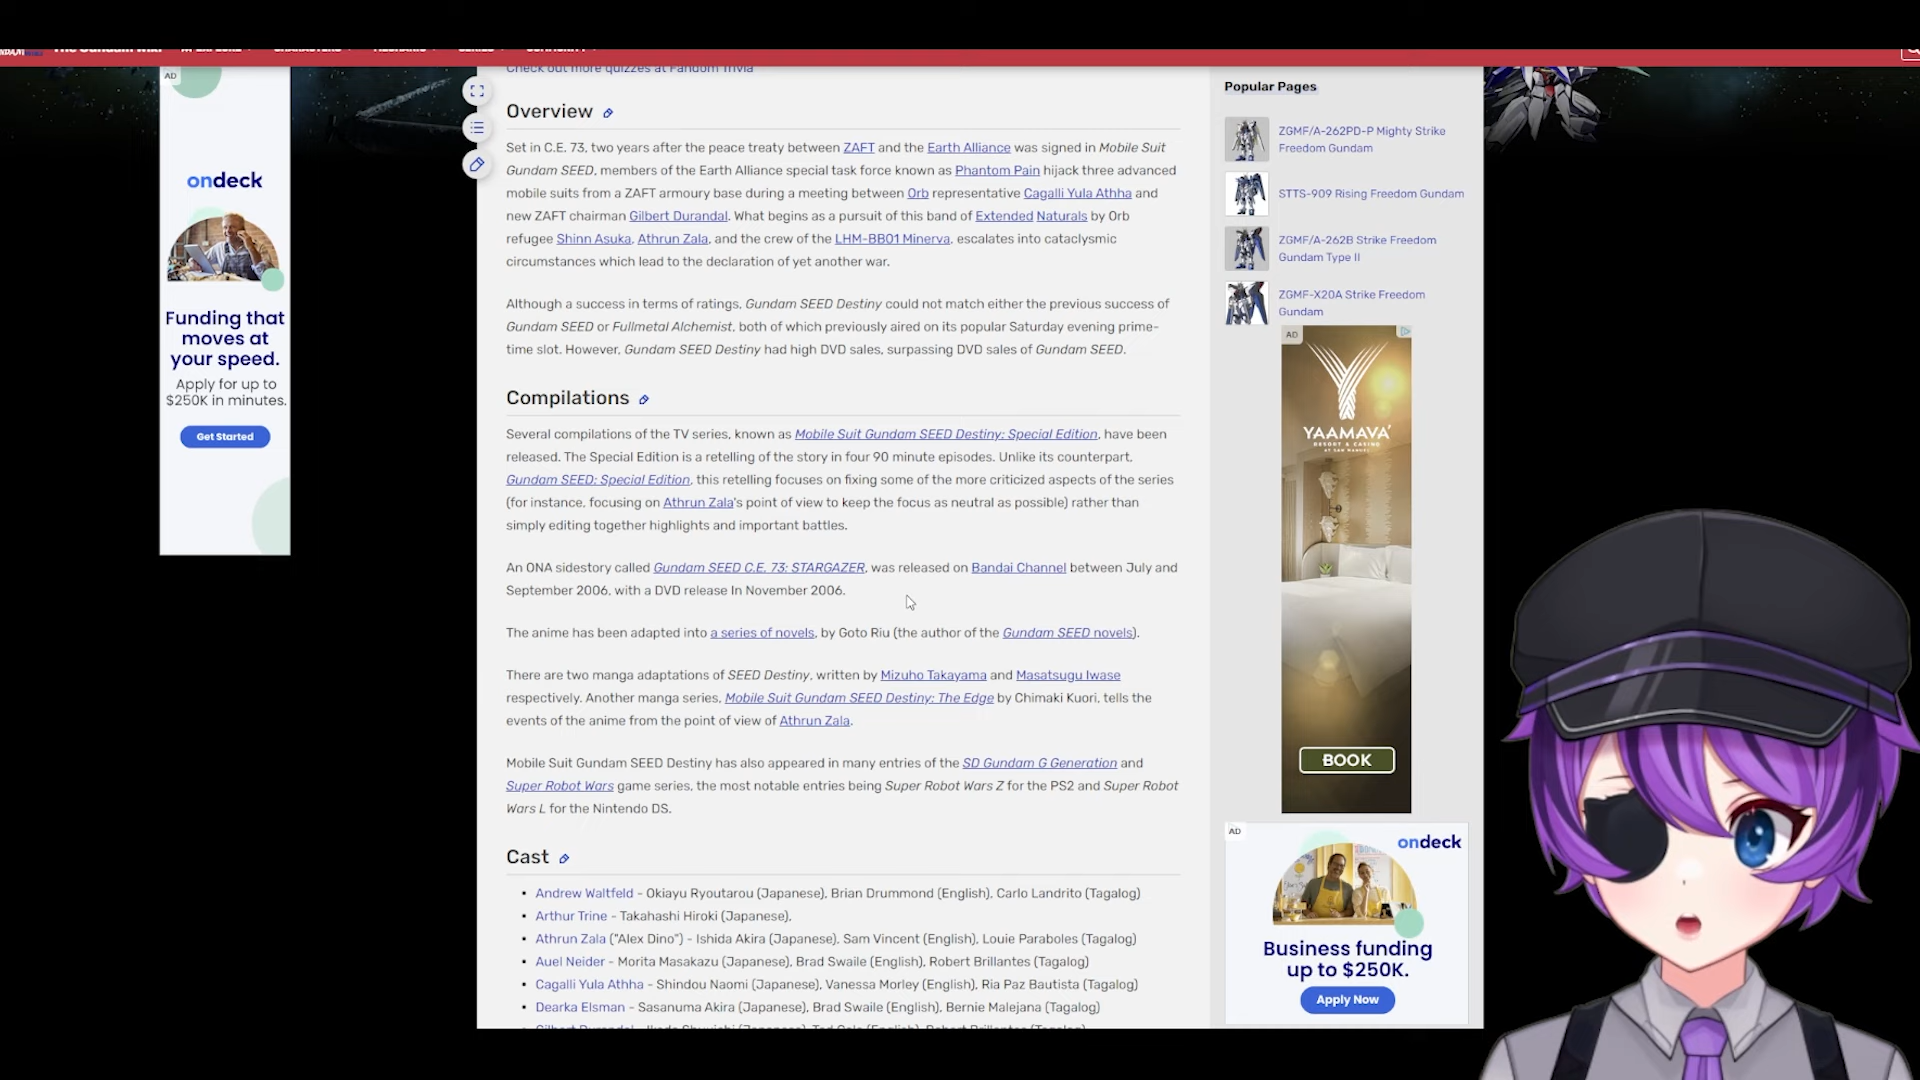 The Gundam Wiki EXPLORE CHARACTERS MECHANIC SERIES COMMUNITY
Check out more quizzes at Fandom Trivia
AD
ondeck
Funding that
moves at
your speed.
Apply for up to
$250K in minutes.
Get Started
Overview
Set in C.E. 73, two years after the peace treaty between ZAFT and the Earth Alliance was signed in Mobile Suit
Gundam SEED, members of the Earth Alliance special task force known as Phantom Pain hijack three advanced
mobile suits from a ZAFT armoury base during a meeting between Orb representative Cagalli Yula Athha and
new ZAFT chairman Gilbert Durandal. What begins as a pursuit of this band of Extended Naturals by Orb
refugee Shinn Asuka, Athrun Zala, and the crew of the LHM-BB01 Minerva, escalates into cataclysmic
circumstances which lead to the declaration of yet another war.
Although a success in terms of ratings, Gundam SEED Destiny could not match either the previous success of
Gundam SEED or Fullmetal Alchemist, both of which previously aired on its popular Saturday evening prime-
time slot. However, Gundam SEED Destiny had high DVD sales, surpassing DVD sales of Gundam SEED.
Compilations
Several compilations of the TV series, known as Mobile Suit Gundam SEED Destiny: Special Edition, have been
released. The Special Edition is a retelling of the story in four 90 minute episodes. Unlike its counterpart,
Gundam SEED: Special Edition, this retelling focuses on fixing some of the more criticized aspects of the series
(for instance, focusing on Athrun Zala's point of view to keep the focus as neutral as possible) rather than
simply editing together highlights and important battles.
An ONA sidestory called Gundam SEED C.E. 73: STARGAZER, was released on Bandai Channel between July and
September 2006, with a DVD release In November 2006.
The anime has been adapted into a series of novels, by Goto Riu (the author of the Gundam SEED novels).
There are two manga adaptations of SEED Destiny, written by Mizuho Takayama and Masatsugu Iwase
respectively. Another manga series, Mobile Suit Gundam SEED Destiny: The Edge by Chimaki Kuori, tells the
events of the anime from the point of view of Athrun Zala.
Mobile Suit Gundam SEED Destiny has also appeared in many entries of the SD Gundam G Generation and
Super Robot Wars game series, the most notable entries being Super Robot Wars Z for the PS2 and Super Robot
Wars L for the Nintendo DS.
Cast
Andrew Waltfeld - Okiayu Ryoutarou (Japanese), Brian Drummond (English), Carlo Landrito (Tagalog)
Arthur Trine - Takahashi Hiroki (Japanese),
Athrun Zala ("Alex Dino") - Ishida Akira (Japanese), Sam Vincent (English), Louie Paraboles (Tagalog)
Auel Neider - Morita Masakazu (Japanese), Brad Swaile (English), Robert Brillantes (Tagalog)
Cagalli Yula Athha - Shindou Naomi (Japanese), Vanessa Morley (English), Ria Paz Bautista (Tagalog)
Dearka Elsman - Sasanuma Akira (Japanese), Brad Swaile (English), Bernie Malejana (Tagalog)
Popular Pages
ZGMF/A-262PD-P Mighty Strike
Freedom Gundam
STTS-909 Rising Freedom Gundam
ZGMF/A-262B Strike Freedom
Gundam Type II
ZGMF-X20A Strike Freedom
Gundam
AD
YAAMAVA'
RESORT & CASINO
AT SAN MANUEL
BOOK
AD
ondeck
Business funding
up to $250K.
Apply Now